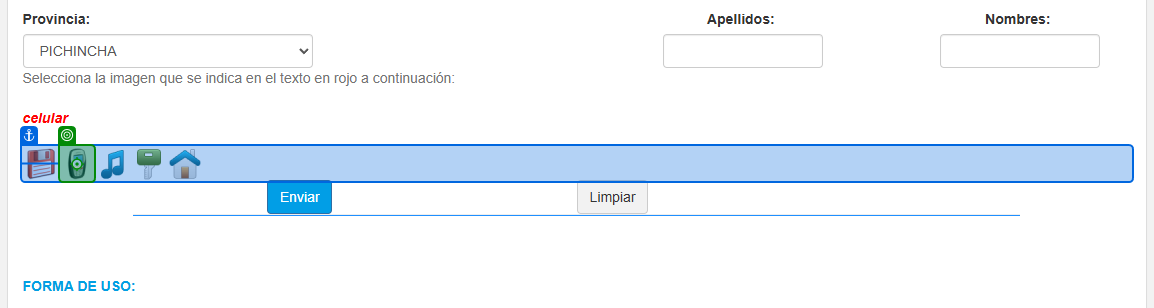 Provincia:
Apellidos:
Nombres:
PICHINCHA
Selecciona la imagen que se indica en el texto en rojo a continuación:
celular
Enviar
Limpiar
FORMA DE USO: